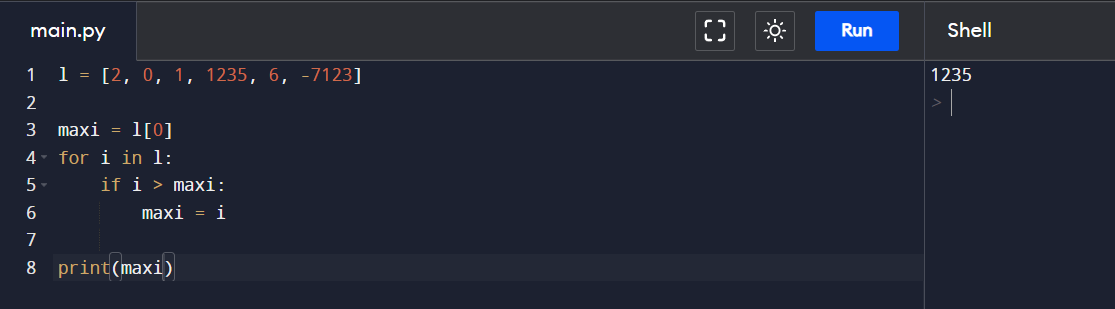 main.py Run Shell
1 l = [2, 0, 1, 1235, 6, -7123]
2
3 maxi = l[0]
4 for i in l:
5     if i > maxi:
6         maxi = i
7
8 print(maxi)
1235
>